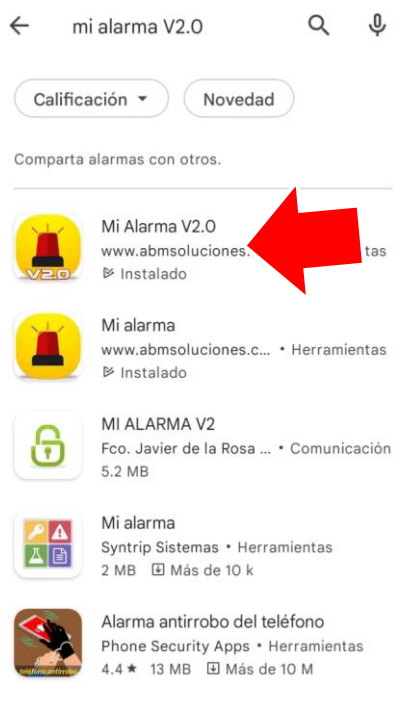 mi alarma V2.0
Calificación
Novedad
Comparta alarmas con otros.
Mi Alarma V2.0
www.abmsoluciones. tas
Instalado
V2.0
Mi alarma
www.abmsoluciones.c... • Herramientas
Instalado
MI ALARMA V2
Fco. Javier de la Rosa ... • Comunicación
5.2 MB
Mi alarma
Syntrip Sistemas • Herramientas
2 MB Más de 10 k
Alarma antirrobo del teléfono
Phone Security Apps • Herramientas
4.4★ 13 MB Más de 10 M
teléfono antirrobo